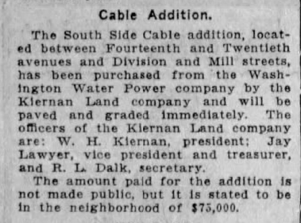 Cable Addition.
The South Side Cable addition, locat-
ed between Fourteenth and Twentieth
avenues and Division and Mill streets,
has been purchased from the Wash-
ington Water Power company by the
Kiernan Land company and will be
paved and graded immediately. The
officers of the Kiernan Land company
are: W. H. Kiernan, president; Jay
Lawyer, vice president and treasurer,
and R. L. Dalk, secretary.
The amount paid for the addition is
not made public, but it is stated to be
in the neighborhood of $75,000.